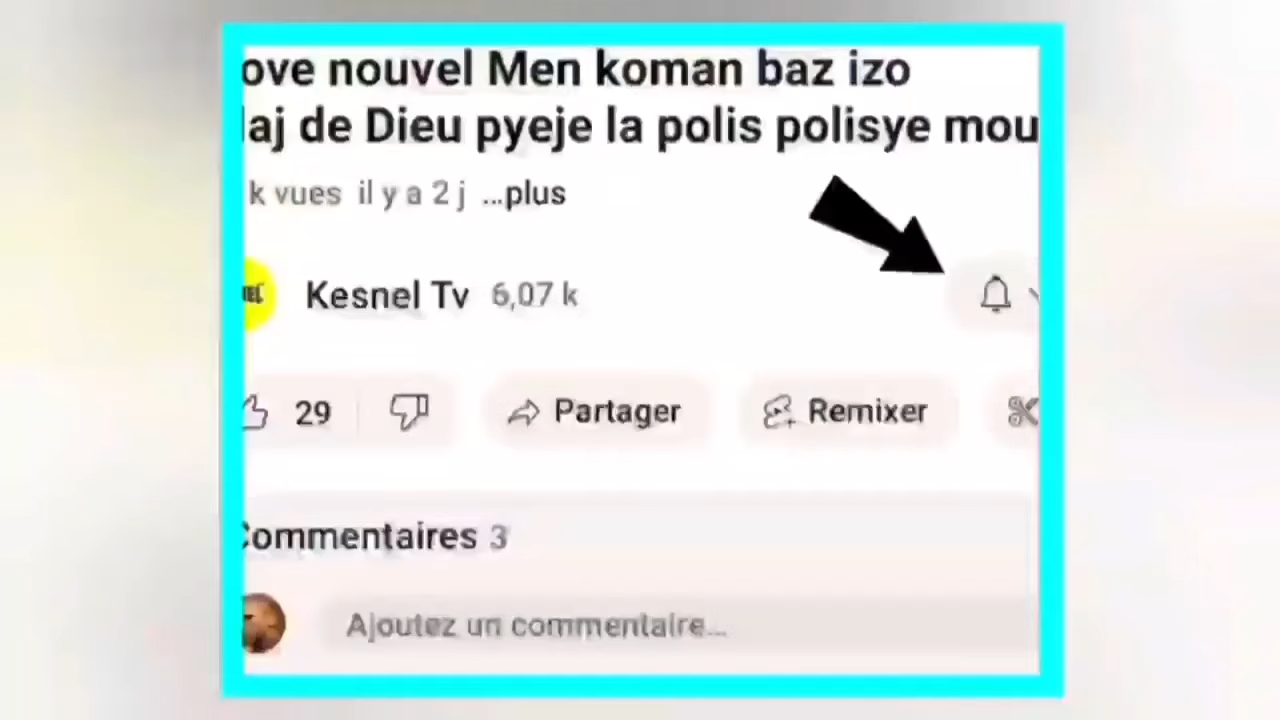 ove nouvel Men koman baz izo
laj de Dieu pyeje la polis polisye mou
k vues il y a 2 j ...plus
Kesnel Tv 6,07 k
29 Partager Remixer
Commentaires 3
Ajoutez un commentaire...